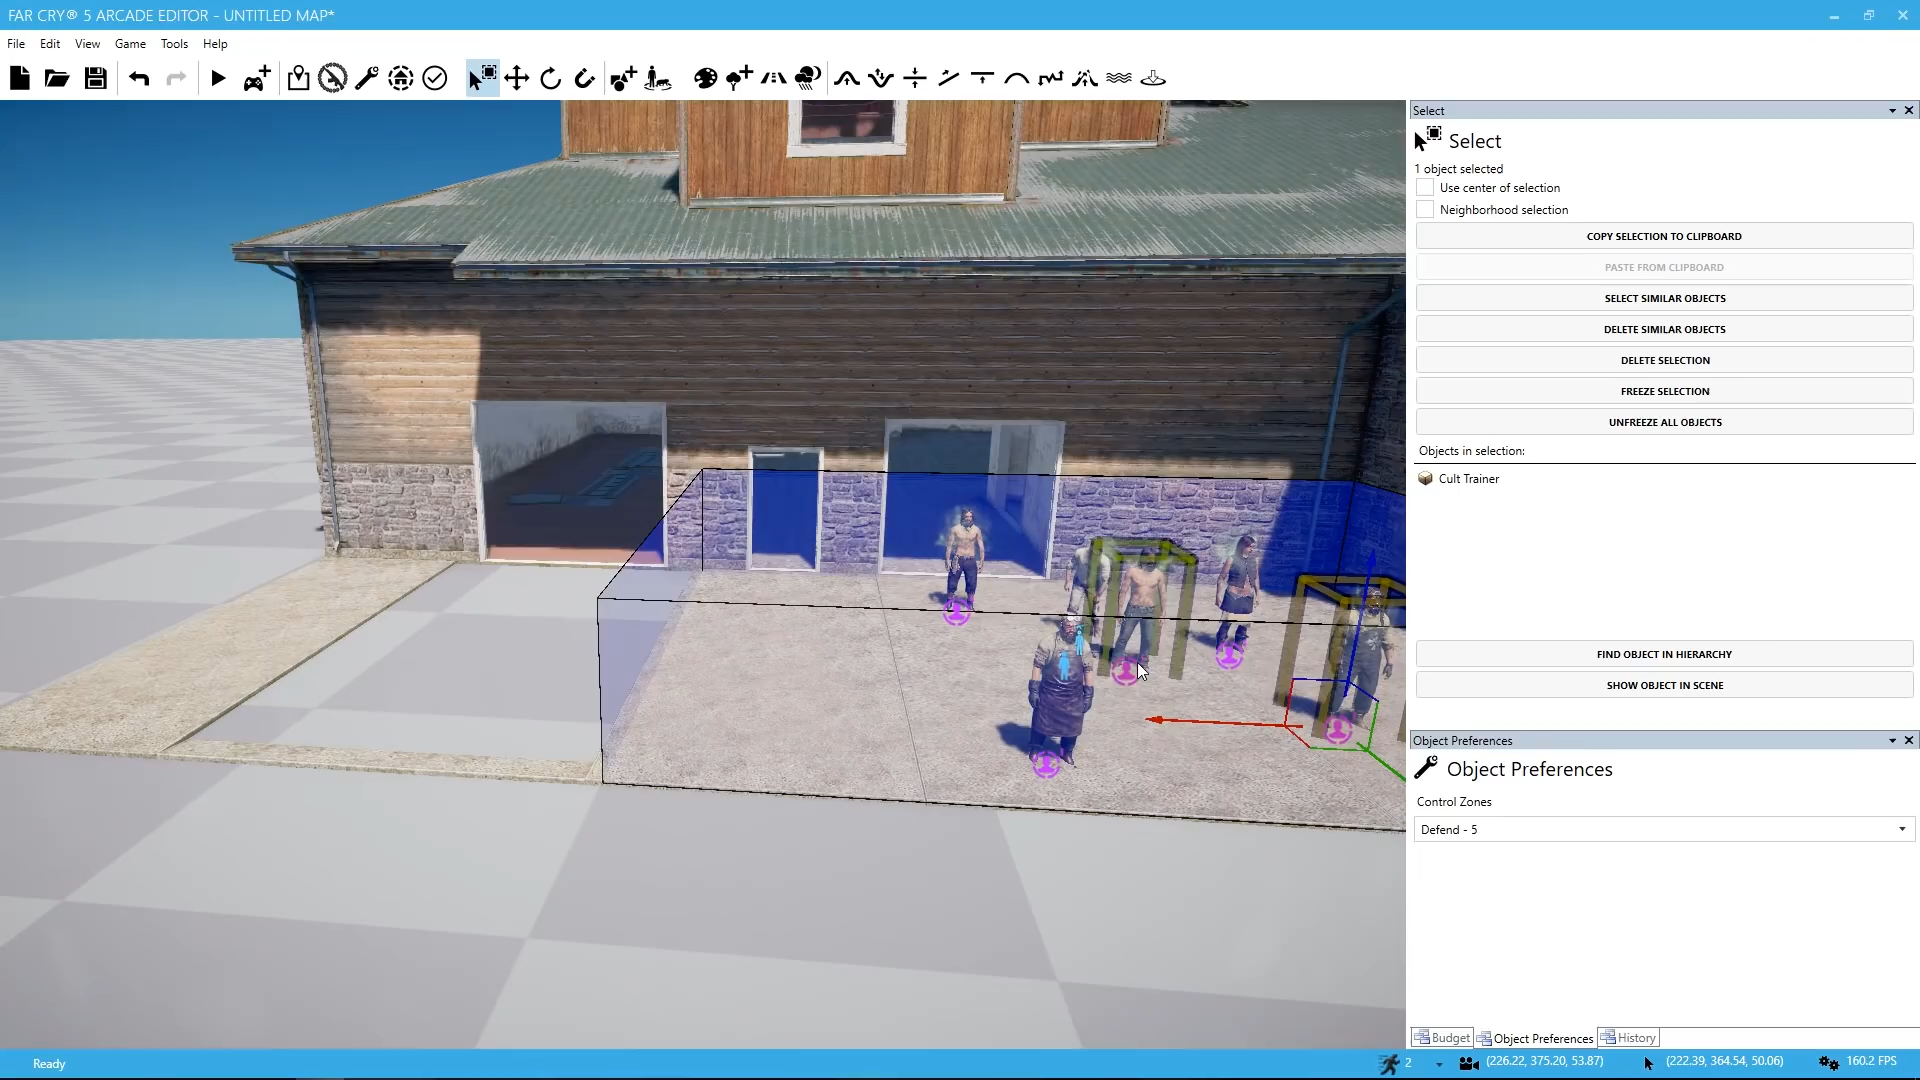 FAR CRY® 5 ARCADE EDITOR - UNTITLED MAP*
File Edit View Game Tools Help
Select
Select
1 object selected
Use center of selection
Neighborhood selection
COPY SELECTION TO CLIPBOARD
PASTE FROM CLIPBOARD
SELECT SIMILAR OBJECTS
DELETE SIMILAR OBJECTS
DELETE SELECTION
FREEZE SELECTION
UNFREEZE ALL OBJECTS
Objects in selection:
Cult Trainer
FIND OBJECT IN HIERARCHY
SHOW OBJECT IN SCENE
Object Preferences
Object Preferences
Control Zones
Defend - 5
Budget Object Preferences History
Ready 2 (226.22, 375.20, 53.87) (222.39, 364.54, 50.06) 160.2 FPS